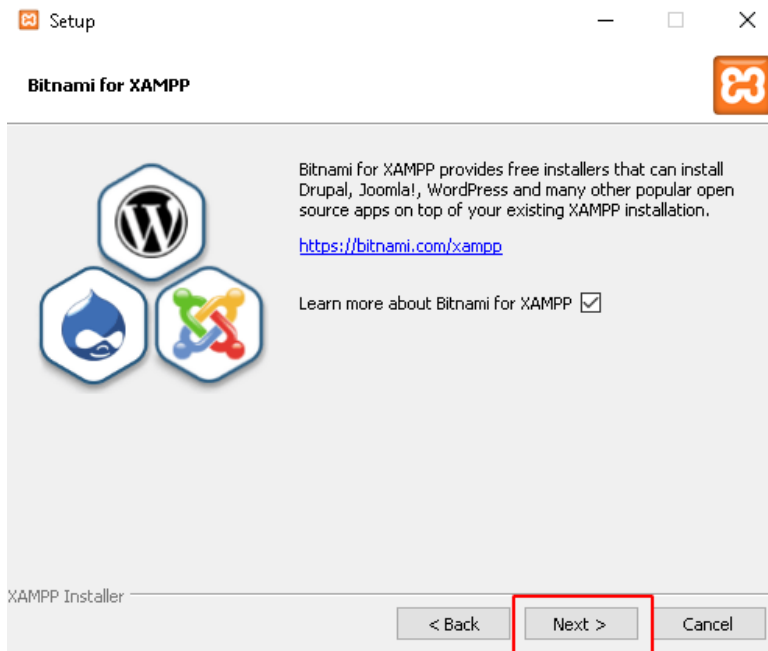 Setup
Bitnami for XAMPP
Bitnami for XAMPP provides free installers that can install
Drupal, Joomla!, WordPress and many other popular open
source apps on top of your existing XAMPP installation.
https://bitnami.com/xampp
Learn more about Bitnami for XAMPP
XAMPP Installer
< Back
Next >
Cancel